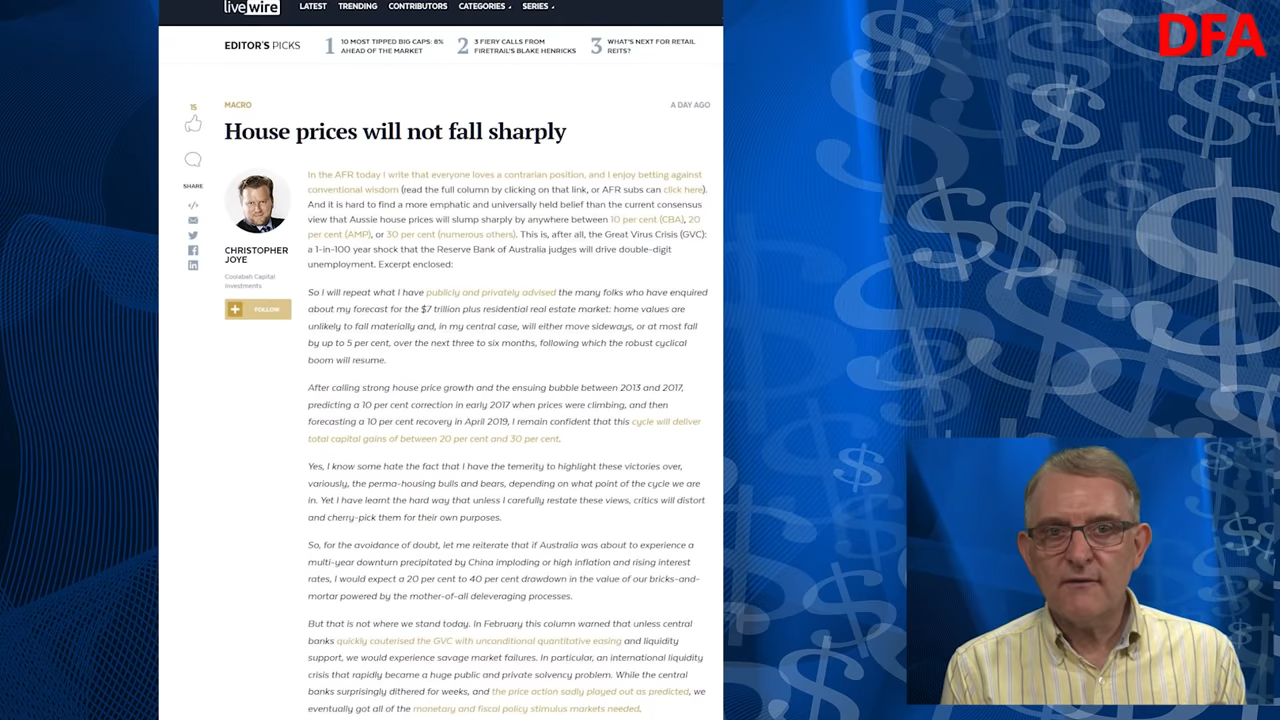 livewire
LATEST TRENDING CONTRIBUTORS CATEGORIES SERIES
DFA
EDITOR'S PICKS
1 10 MOST TIPPED BIG CAPS: 8% AHEAD OF THE MARKET
2 3 FIERY CALLS FROM FIRETRAIL'S BLAKE HENRICKS
3 WHAT'S NEXT FOR RETAIL REITS?
15
SHARE
MACRO
A DAY AGO
House prices will not fall sharply
CHRISTOPHER
JOYE
Coolabah Capital
Investments
+ FOLLOW
In the AFR today I write that everyone loves a contrarian position, and I enjoy betting against
conventional wisdom (read the full column by clicking on that link, or AFR subs can click here).
And it is hard to find a more emphatic and universally held belief than the current consensus
view that Aussie house prices will slump sharply by anywhere between 10 per cent (CBA), 20
per cent (AMP), or 30 per cent (numerous others). This is, after all, the Great Virus Crisis (GVC):
a 1-in-100 year shock that the Reserve Bank of Australia judges will drive double-digit
unemployment. Excerpt enclosed:
So I will repeat what I have publicly and privately advised the many folks who have enquired
about my forecast for the $7 trillion plus residential real estate market: home values are
unlikely to fall materially and, in my central case, will either move sideways, or at most fall
by up to 5 per cent, over the next three to six months, following which the robust cyclical
boom will resume.
After calling strong house price growth and the ensuing bubble between 2013 and 2017,
predicting a 10 per cent correction in early 2017 when prices were climbing, and then
forecasting a 10 per cent recovery in April 2019, I remain confident that this cycle will deliver
total capital gains of between 20 per cent and 30 per cent.
Yes, I know some hate the fact that I have the temerity to highlight these victories over,
variously, the perma-housing bulls and bears, depending on what point of the cycle we are
in. Yet I have learnt the hard way that unless I carefully restate these views, critics will distort
and cherry-pick them for their own purposes.
So, for the avoidance of doubt, let me reiterate that if Australia was about to experience a
multi-year downturn precipitated by China imploding or high inflation and rising interest
rates, I would expect a 20 per cent to 40 per cent drawdown in the value of our bricks-and-
mortar powered by the mother-of-all deleveraging processes.
But that is not where we stand today. In February this column warned that unless central
banks quickly cauterised the GVC with unconditional quantitative easing and liquidity
support, we would experience savage market failures. In particular, an international liquidity
crisis that rapidly became a huge public and private solvency problem. While the central
banks surprisingly dithered for weeks, and the price action sadly played out as predicted, we
eventually got all of the monetary and fiscal policy stimulus markets needed.